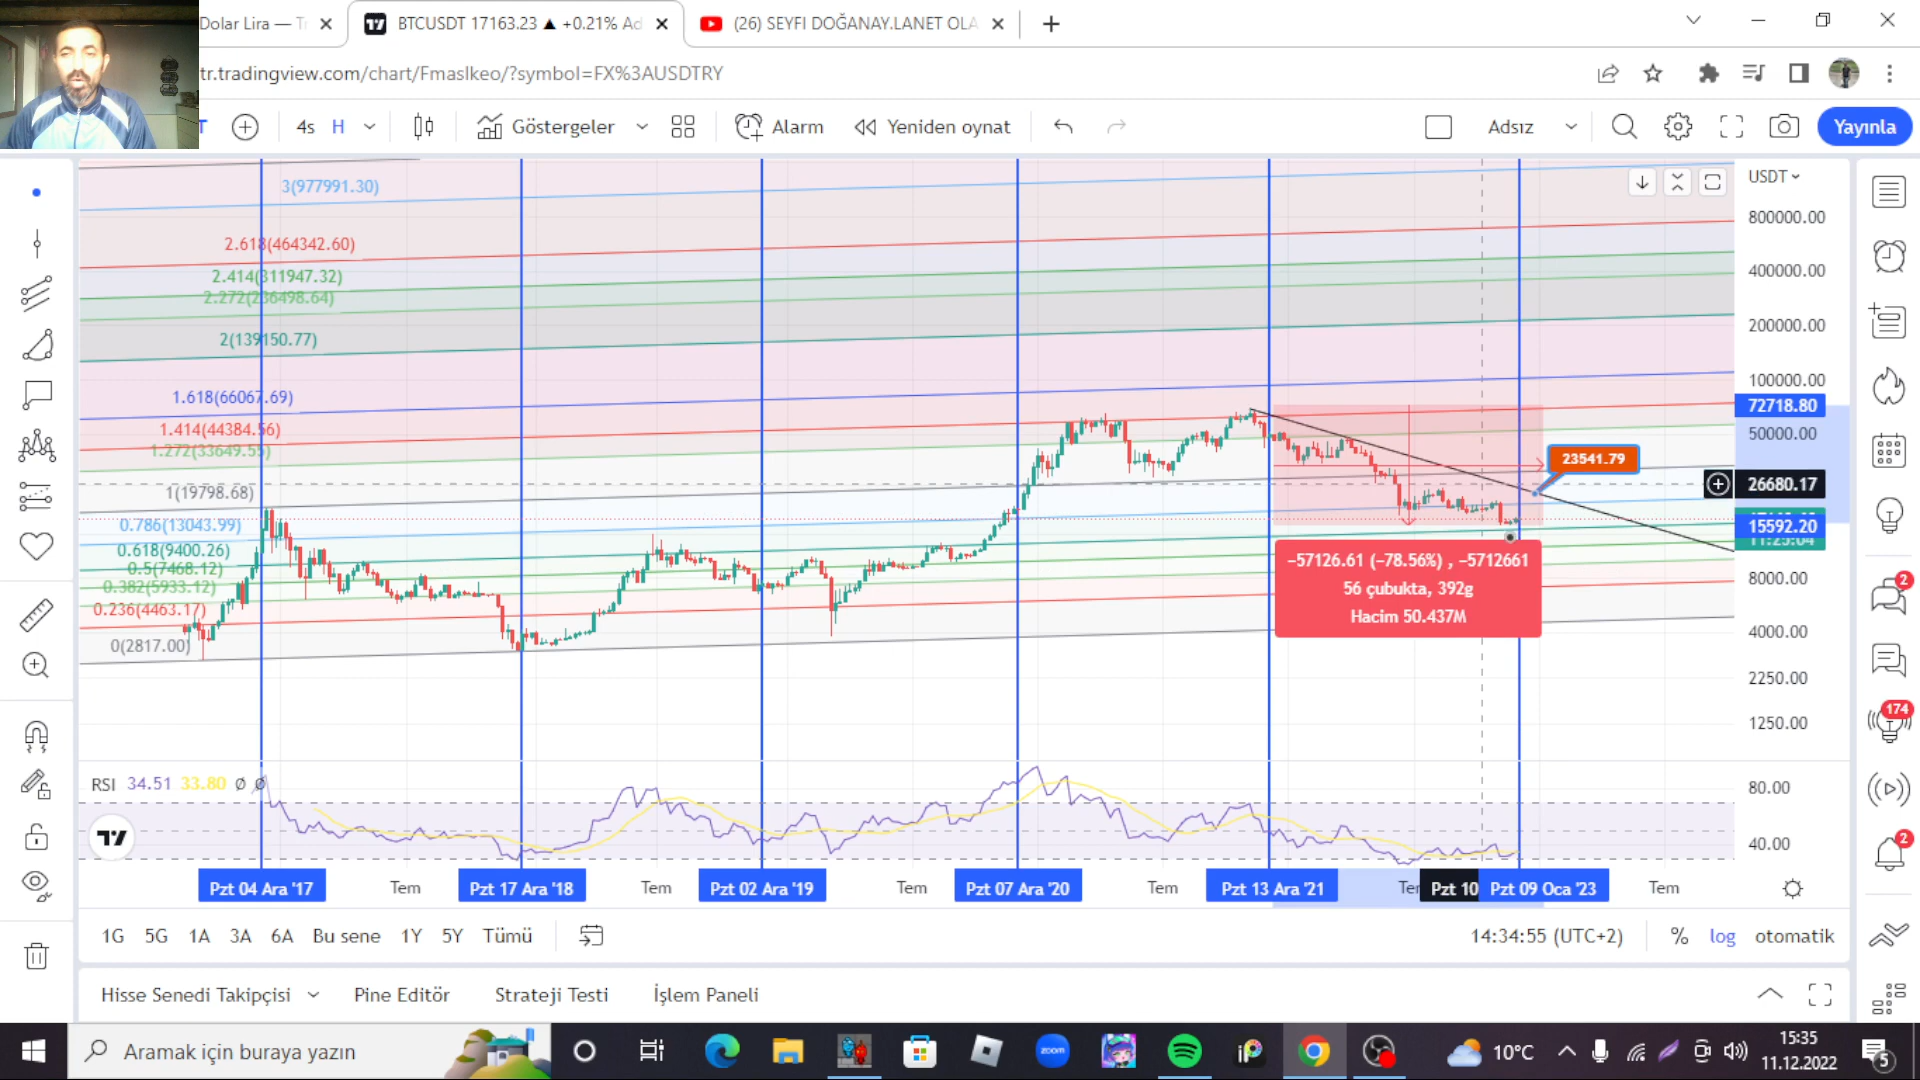 Dolar Lira — Tr
BTCUSDT 17163.23 ▲ +0.21% Ad
(26) SEYFI DOĞANAY.LANET OLA
tr.tradingview.com/chart/Fmaslkeo/?symbol=FX%3AUSDTRY
T
4s H
Göstergeler
Alarm
Yeniden oynat
Adsız
Yayınla
USDT
3(977991.30)
2.618(464342.60)
2.414(311947.32)
2.272(236498.64)
2(139150.77)
1.618(66067.69)
1.414(44384.56)
1.272(33649.55)
1(19798.68)
0.786(13043.99)
0.618(9400.26)
0.5(7468.12)
0.382(5933.12)
0.236(4463.17)
0(2817.00)
23541.79
-57126.61 (-78.56%) , -5712661
56 çubukta, 392g
Hacim 50.437M
800000.00
400000.00
200000.00
100000.00
72718.80
50000.00
26680.17
15592.20
8000.00
4000.00
2250.00
1250.00
RSI 34.51 33.80 ∅ ∅
80.00
40.00
Pzt 04 Ara '17
Tem
Pzt 17 Ara '18
Tem
Pzt 02 Ara '19
Tem
Pzt 07 Ara '20
Tem
Pzt 13 Ara '21
Pzt 10
Pzt 09 Oca '23
Tem
1G 5G 1A 3A 6A Bu sene 1Y 5Y Tümü
14:34:55 (UTC+2)
% log otomatik
Hisse Senedi Takipçisi
Pine Editör
Strateji Testi
İşlem Paneli
2
174
2
Aramak için buraya yazın
zoom
10°C
15:35
11.12.2022
5